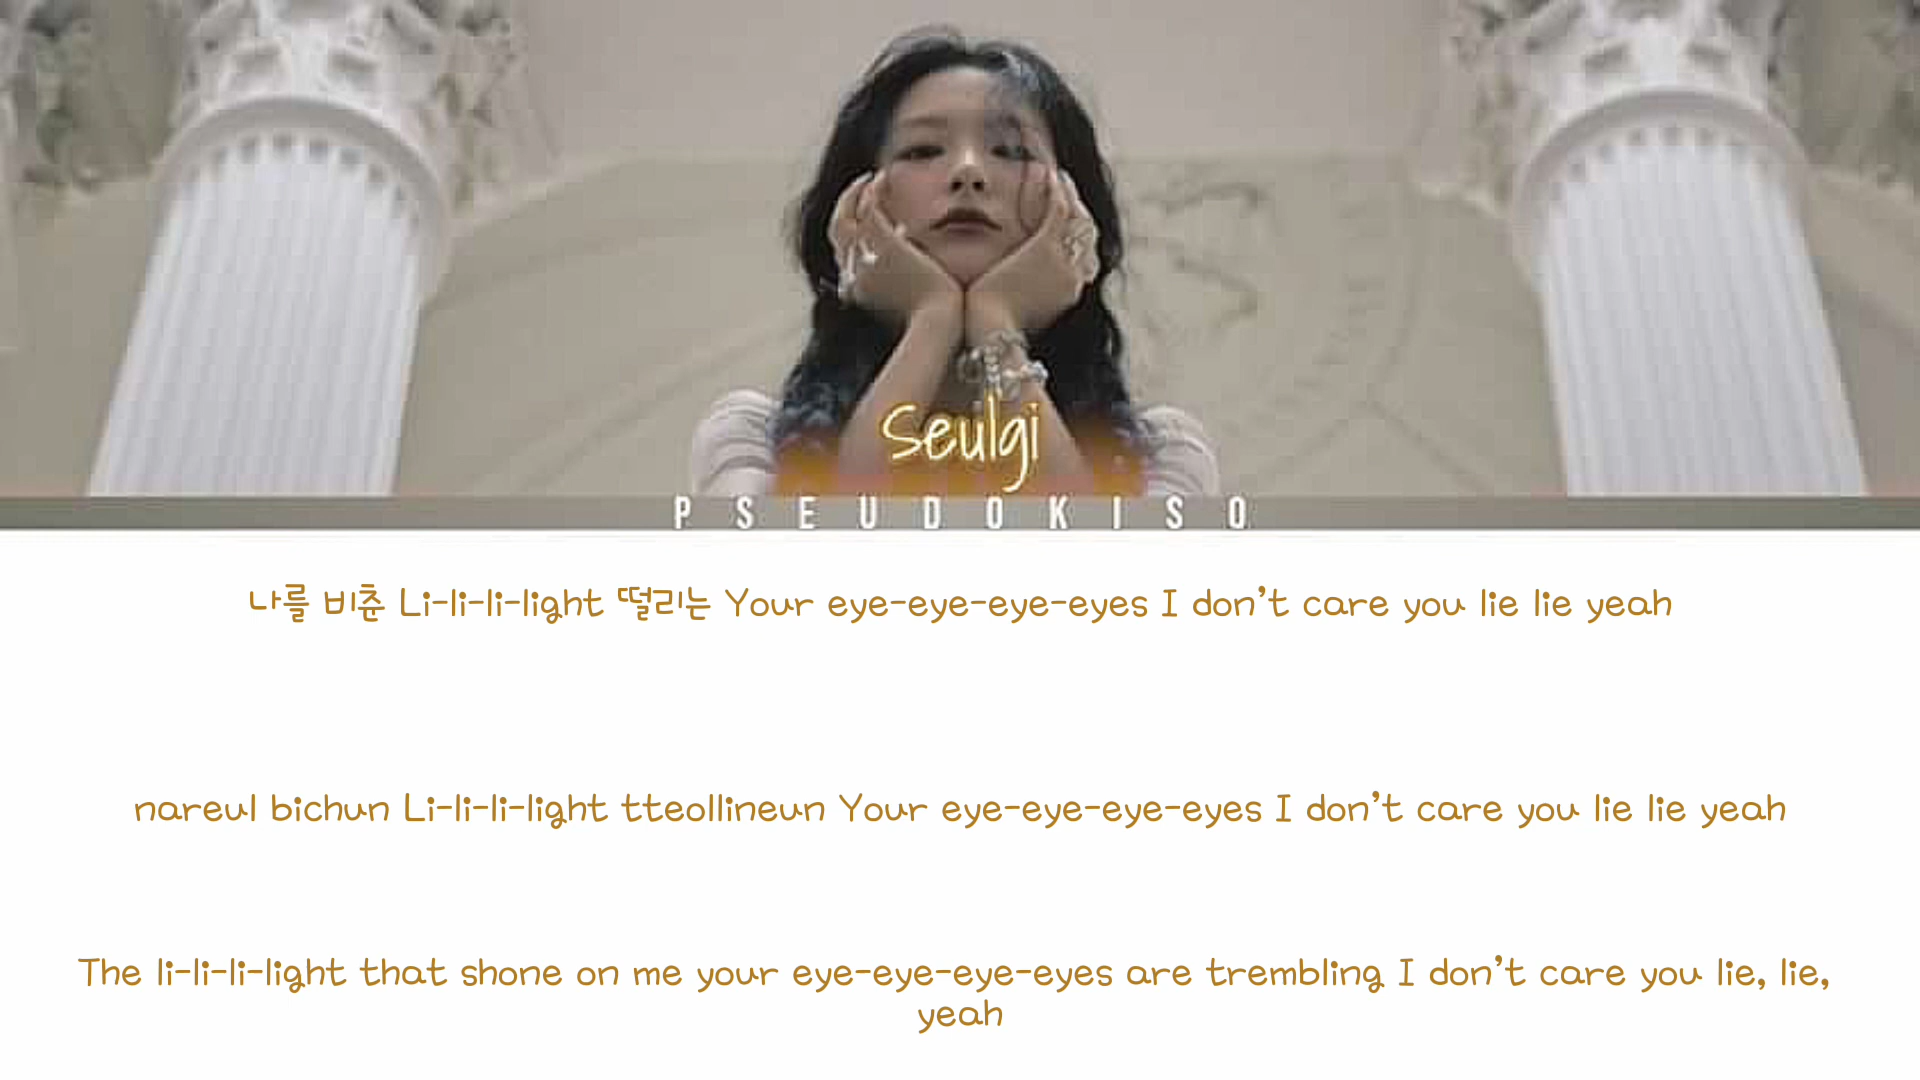 Seulgi
PSEUDOKISO
나를 비춘 Li-li-li-light 떨리는 Your eye-eye-eye-eyes I don’t care you lie lie yeah
nareul bichun Li-li-li-light tteollineun Your eye-eye-eye-eyes I don’t care you lie lie yeah
The li-li-li-light that shone on me your eye-eye-eye-eyes are trembling I don’t care you lie, lie,
yeah